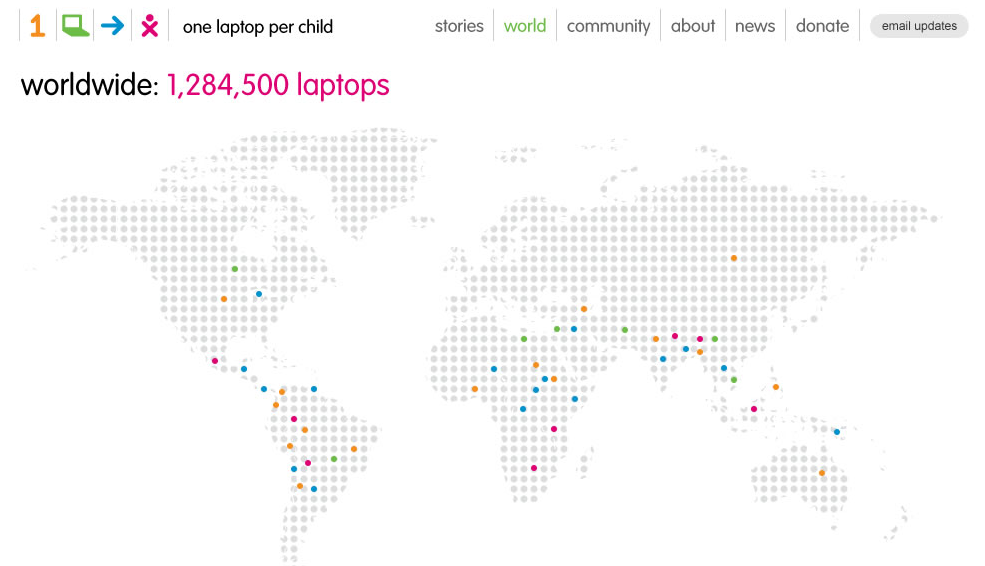 1 one laptop per child
stories world community about news donate email updates
worldwide: 1,284,500 laptops